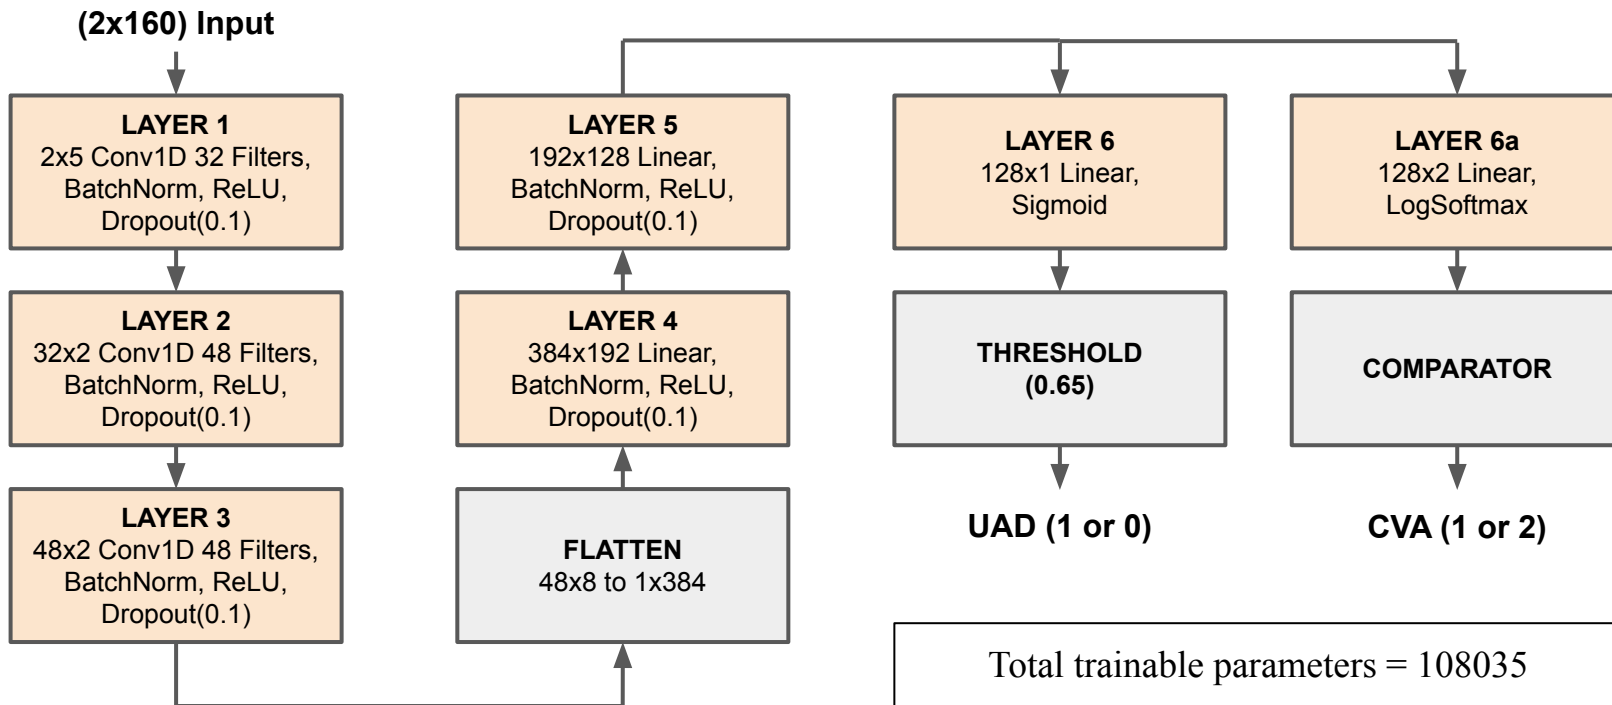 (2x160) Input
LAYER 1
2x5 Conv1D 32 Filters,
BatchNorm, ReLU,
Dropout(0.1)
LAYER 2
32x2 Conv1D 48 Filters,
BatchNorm, ReLU,
Dropout(0.1)
LAYER 3
48x2 Conv1D 48 Filters,
BatchNorm, ReLU,
Dropout(0.1)
FLATTEN
48x8 to 1x384
LAYER 4
384x192 Linear,
BatchNorm, ReLU,
Dropout(0.1)
LAYER 5
192x128 Linear,
BatchNorm, ReLU,
Dropout(0.1)
LAYER 6
128x1 Linear,
Sigmoid
THRESHOLD
(0.65)
UAD (1 or 0)
LAYER 6a
128x2 Linear,
LogSoftmax
COMPARATOR
CVA (1 or 2)
Total trainable parameters = 108035